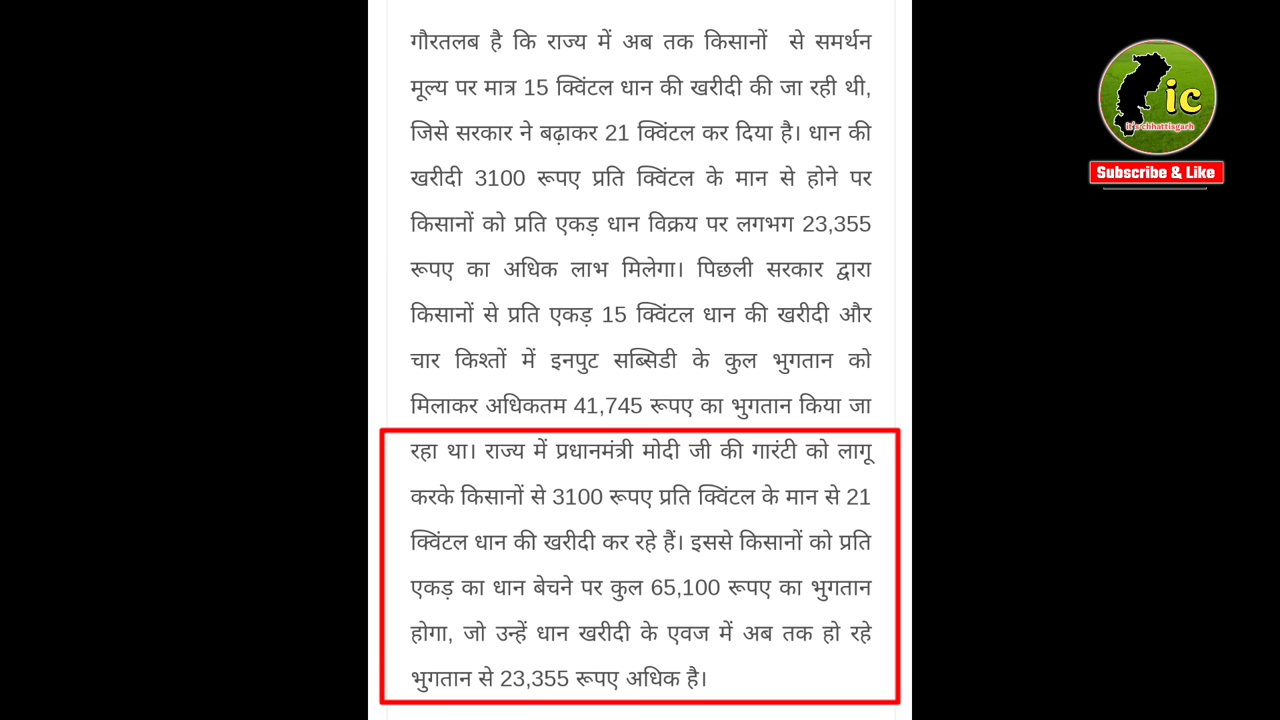 गौरतलब है कि राज्य में अब तक किसानों से समर्थन
मूल्य पर मात्र 15 क्विंटल धान की खरीदी की जा रही थी,
जिसे सरकार ने बढ़ाकर 21 क्विंटल कर दिया है। धान की
खरीदी 3100 रूपए प्रति क्विंटल के मान से होने पर
किसानों को प्रति एकड़ धान विक्रय पर लगभग 23,355
रूपए का अधिक लाभ मिलेगा। पिछली सरकार द्वारा
किसानों से प्रति एकड़ 15 क्विंटल धान की खरीदी और
चार किश्तों में इनपुट सब्सिडी के कुल भुगतान को
मिलाकर अधिकतम 41,745 रूपए का भुगतान किया जा
रहा था। राज्य में प्रधानमंत्री मोदी जी की गारंटी को लागू
करके किसानों से 3100 रूपए प्रति क्विंटल के मान से 21
क्विंटल धान की खरीदी कर रहे हैं। इससे किसानों को प्रति
एकड़ का धान बेचने पर कुल 65,100 रूपए का भुगतान
होगा, जो उन्हें धान खरीदी के एवज में अब तक हो रहे
भुगतान से 23,355 रूपए अधिक है।
ic
it's chhattisgarh
Subscribe & Like